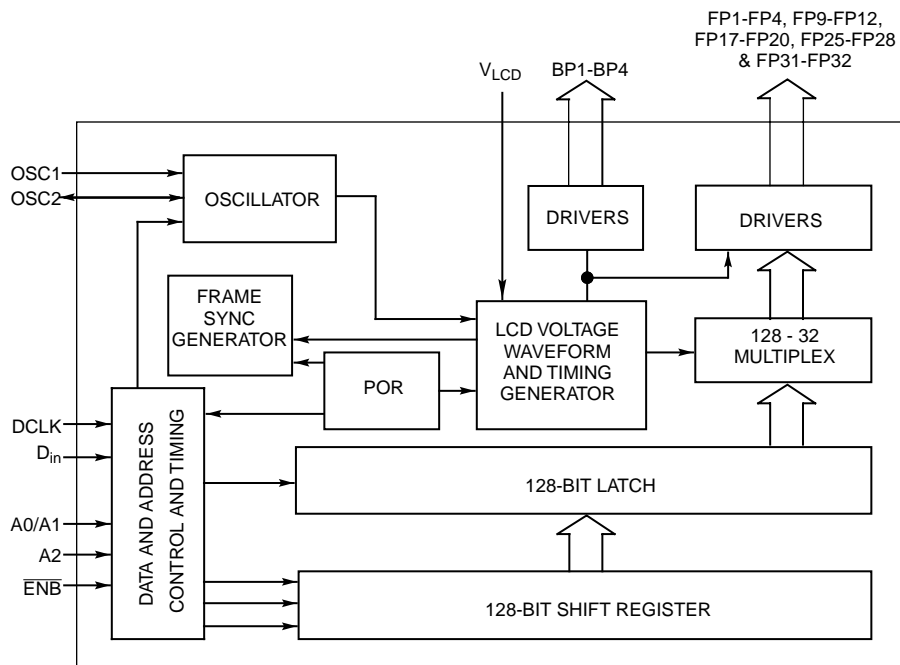 FP1-FP4, FP9-FP12,
FP17-FP20, FP25-FP28
& FP31-FP32
VLCD
BP1-BP4
OSC1
OSC2
OSCILLATOR
DRIVERS
DRIVERS
FRAME
SYNC
GENERATOR
LCD VOLTAGE
WAVEFORM
AND TIMING
GENERATOR
128 - 32
MULTIPLEX
POR
DCLK
Din
A0/A1
A2
ENB
DATA AND ADDRESS
CONTROL AND TIMING
128-BIT LATCH
128-BIT SHIFT REGISTER